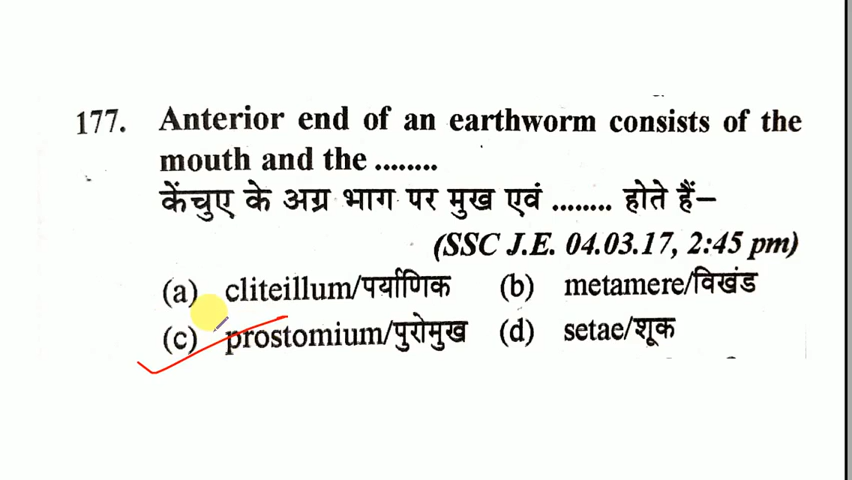 177. Anterior end of an earthworm consists of the
mouth and the ........
केंचुए के अग्र भाग पर मुख एवं ........ होते हैं–
(SSC J.E. 04.03.17, 2:45 pm)
(a) cliteillum/पर्याणिक (b) metamere/विखंड
(c) prostomium/पुरोमुख (d) setae/शूक